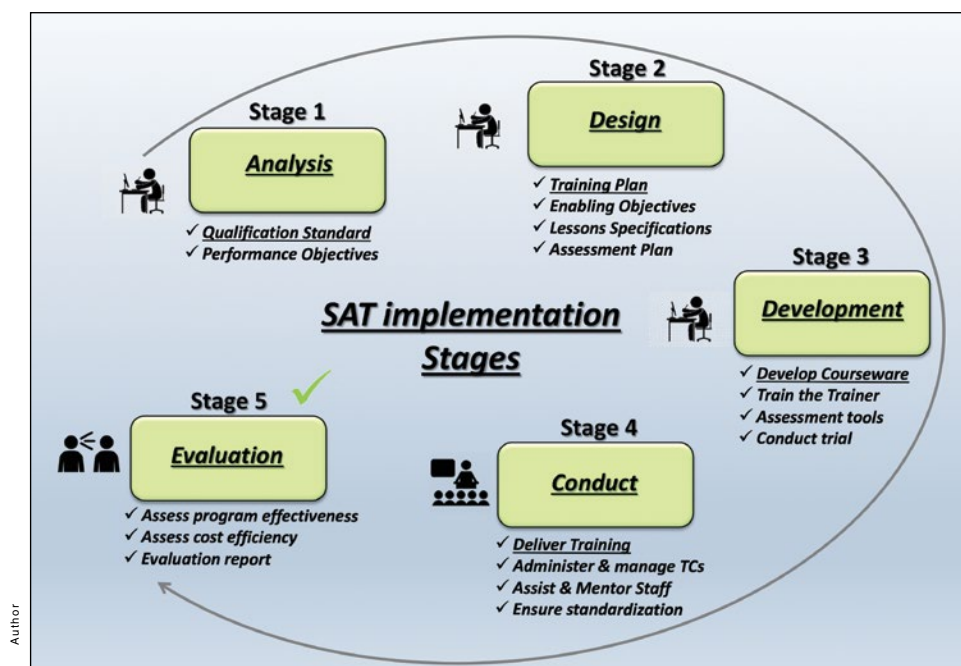 Stage 1
Analysis
✓ Qualification Standard
✓ Performance Objectives
Stage 2
Design
✓ Training Plan
✓ Enabling Objectives
✓ Lessons Specifications
✓ Assessment Plan
Stage 3
Development
✓ Develop Courseware
✓ Train the Trainer
✓ Assessment tools
✓ Conduct trial
SAT implementation
Stages
Stage 4
Conduct
✓ Deliver Training
✓ Administer & manage TCs
✓ Assist & Mentor Staff
✓ Ensure standardization
Stage 5
Evaluation
✓ Assess program effectiveness
✓ Assess cost efficiency
✓ Evaluation report
Author